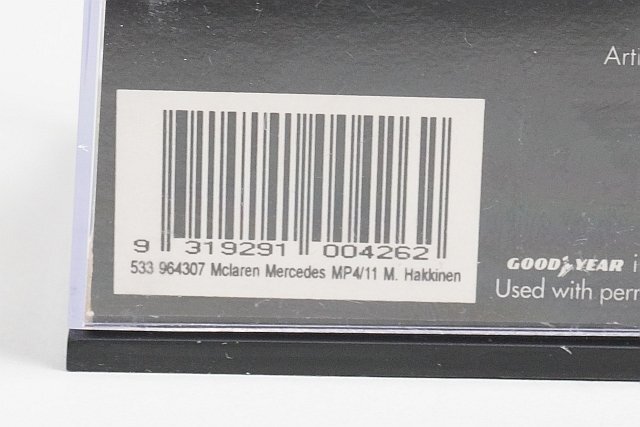 Arti
9 319291 004262
533 964307 Mclaren Mercedes MP4/11 M. Hakkinen
GOODYEAR i
Used with perm